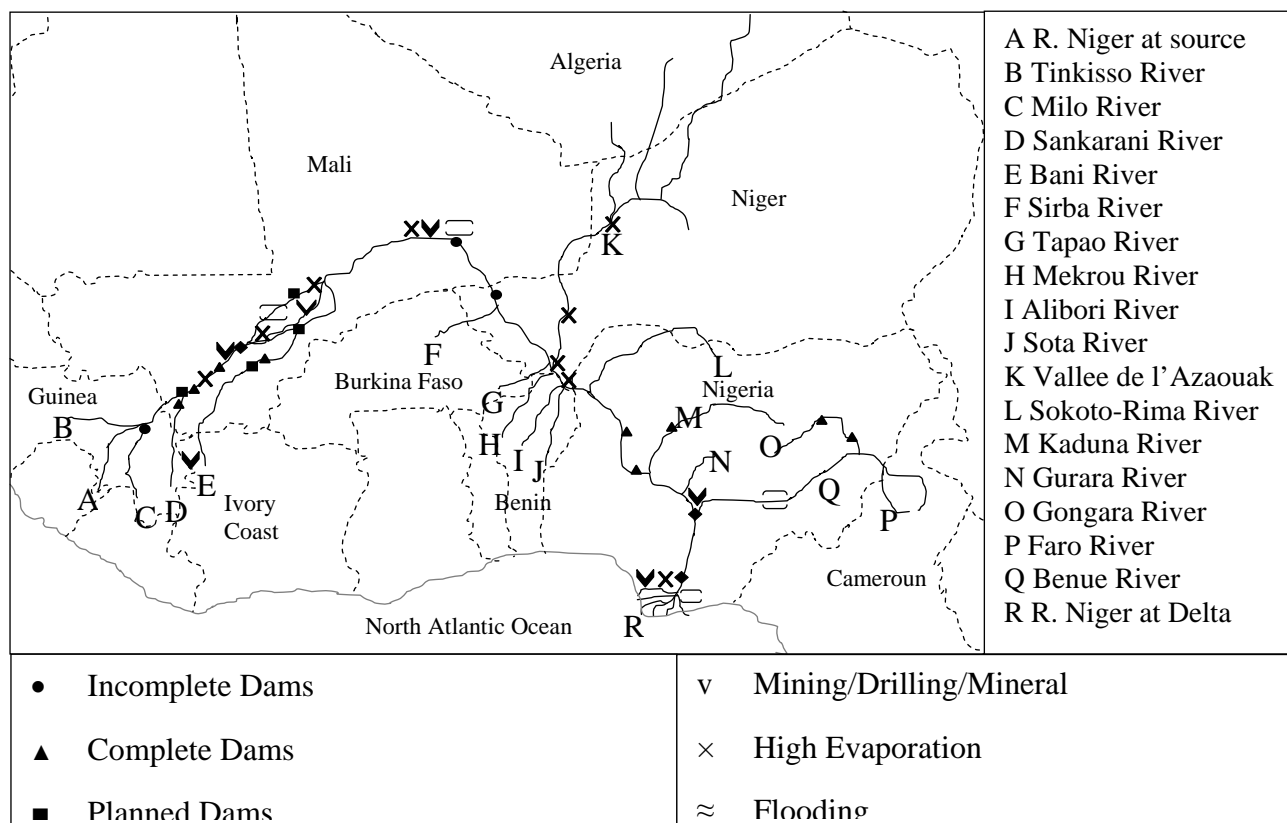 Algeria
Mali
Niger
K
F
L
Guinea
Burkina Faso
Nigeria
B
G
M
H
O
I
N
J
E
A
Ivory
Coast
C
D
Benin
Q
P
Cameroun
North Atlantic Ocean
R
A R. Niger at source
B Tinkisso River
C Milo River
D Sankarani River
E Bani River
F Sirba River
G Tapao River
H Mekrou River
I Alibori River
J Sota River
K Vallee de l’Azaouak
L Sokoto-Rima River
M Kaduna River
N Gurara River
O Gongara River
P Faro River
Q Benue River
R R. Niger at Delta
● Incomplete Dams
▲ Complete Dams
■ Planned Dams
v Mining/Drilling/Mineral
× High Evaporation
≈ Flooding